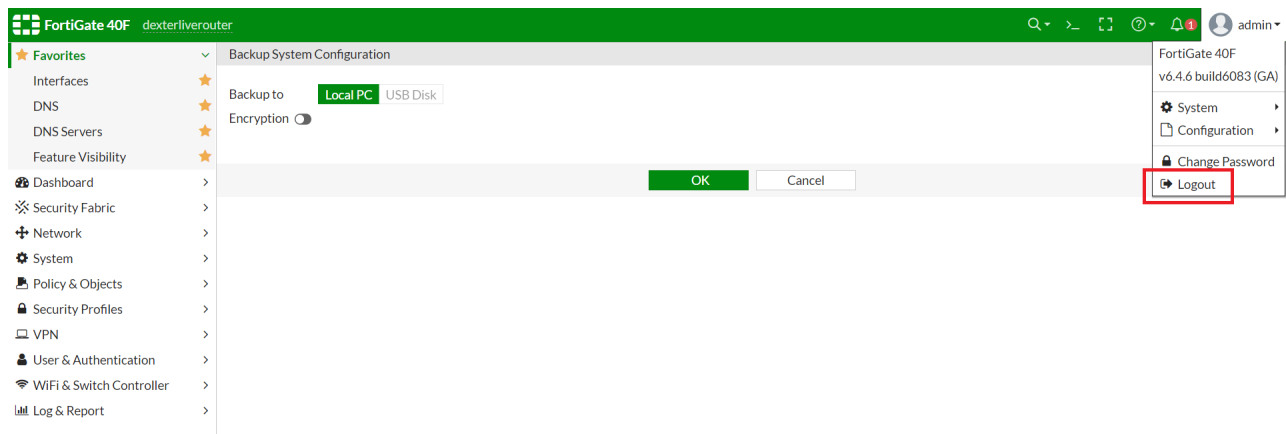 FortiGate 40F dexterliverouter >_ 1 admin
Favorites
Interfaces
DNS
DNS Servers
Feature Visibility
Dashboard
Security Fabric
Network
System
Policy & Objects
Security Profiles
VPN
User & Authentication
WiFi & Switch Controller
Log & Report
Backup System Configuration
Backup to Local PC USB Disk
Encryption
OK Cancel
FortiGate 40F
v6.4.6 build6083 (GA)
System
Configuration
Change Password
Logout